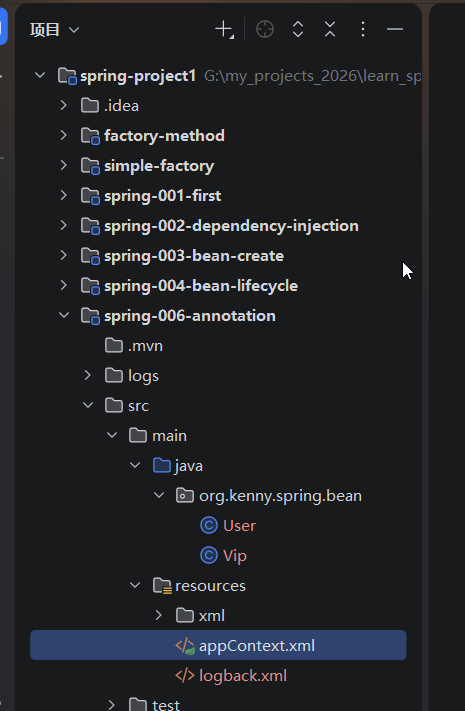 项目
spring-project1 G:\my_projects_2026\learn_sp
.idea
factory-method
simple-factory
spring-001-first
spring-002-dependency-injection
spring-003-bean-create
spring-004-bean-lifecycle
spring-006-annotation
.mvn
logs
src
main
java
org.kenny.spring.bean
User
Vip
resources
xml
appContext.xml
logback.xml
test